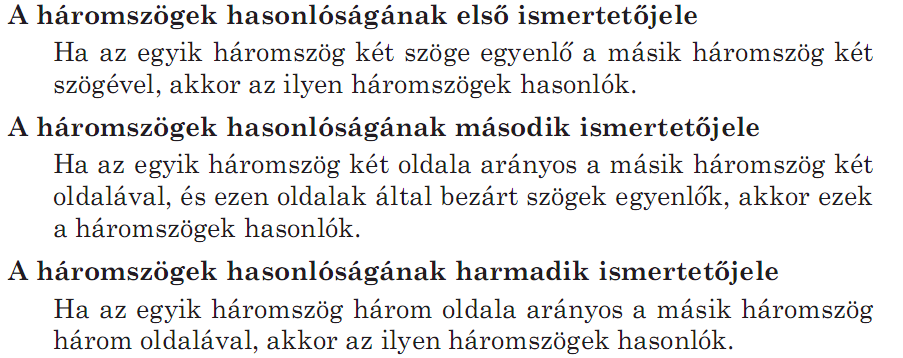 A háromszögek hasonlóságának első ismertetőjele
Ha az egyik háromszög két szöge egyenlő a másik háromszög két
szögével, akkor az ilyen háromszögek hasonlók.
A háromszögek hasonlóságának második ismertetőjele
Ha az egyik háromszög két oldala arányos a másik háromszög két
oldalával, és ezen oldalak által bezárt szögek egyenlők, akkor ezek
a háromszögek hasonlók.
A háromszögek hasonlóságának harmadik ismertetőjele
Ha az egyik háromszög három oldala arányos a másik háromszög
három oldalával, akkor az ilyen háromszögek hasonlók.